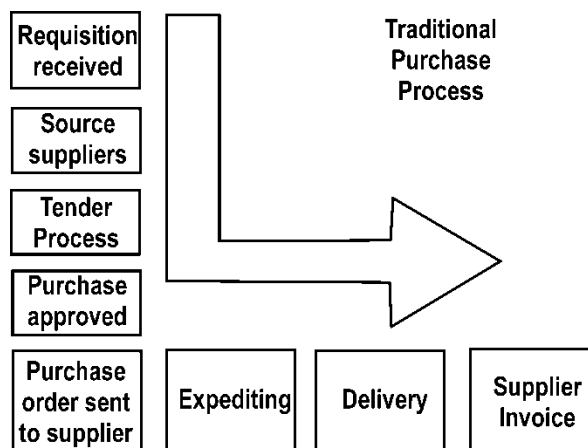 Requisition
received
Traditional
Purchase
Process
Source
suppliers
Tender
Process
Purchase
approved
Purchase
order sent
to supplier
Expediting
Delivery
Supplier
Invoice